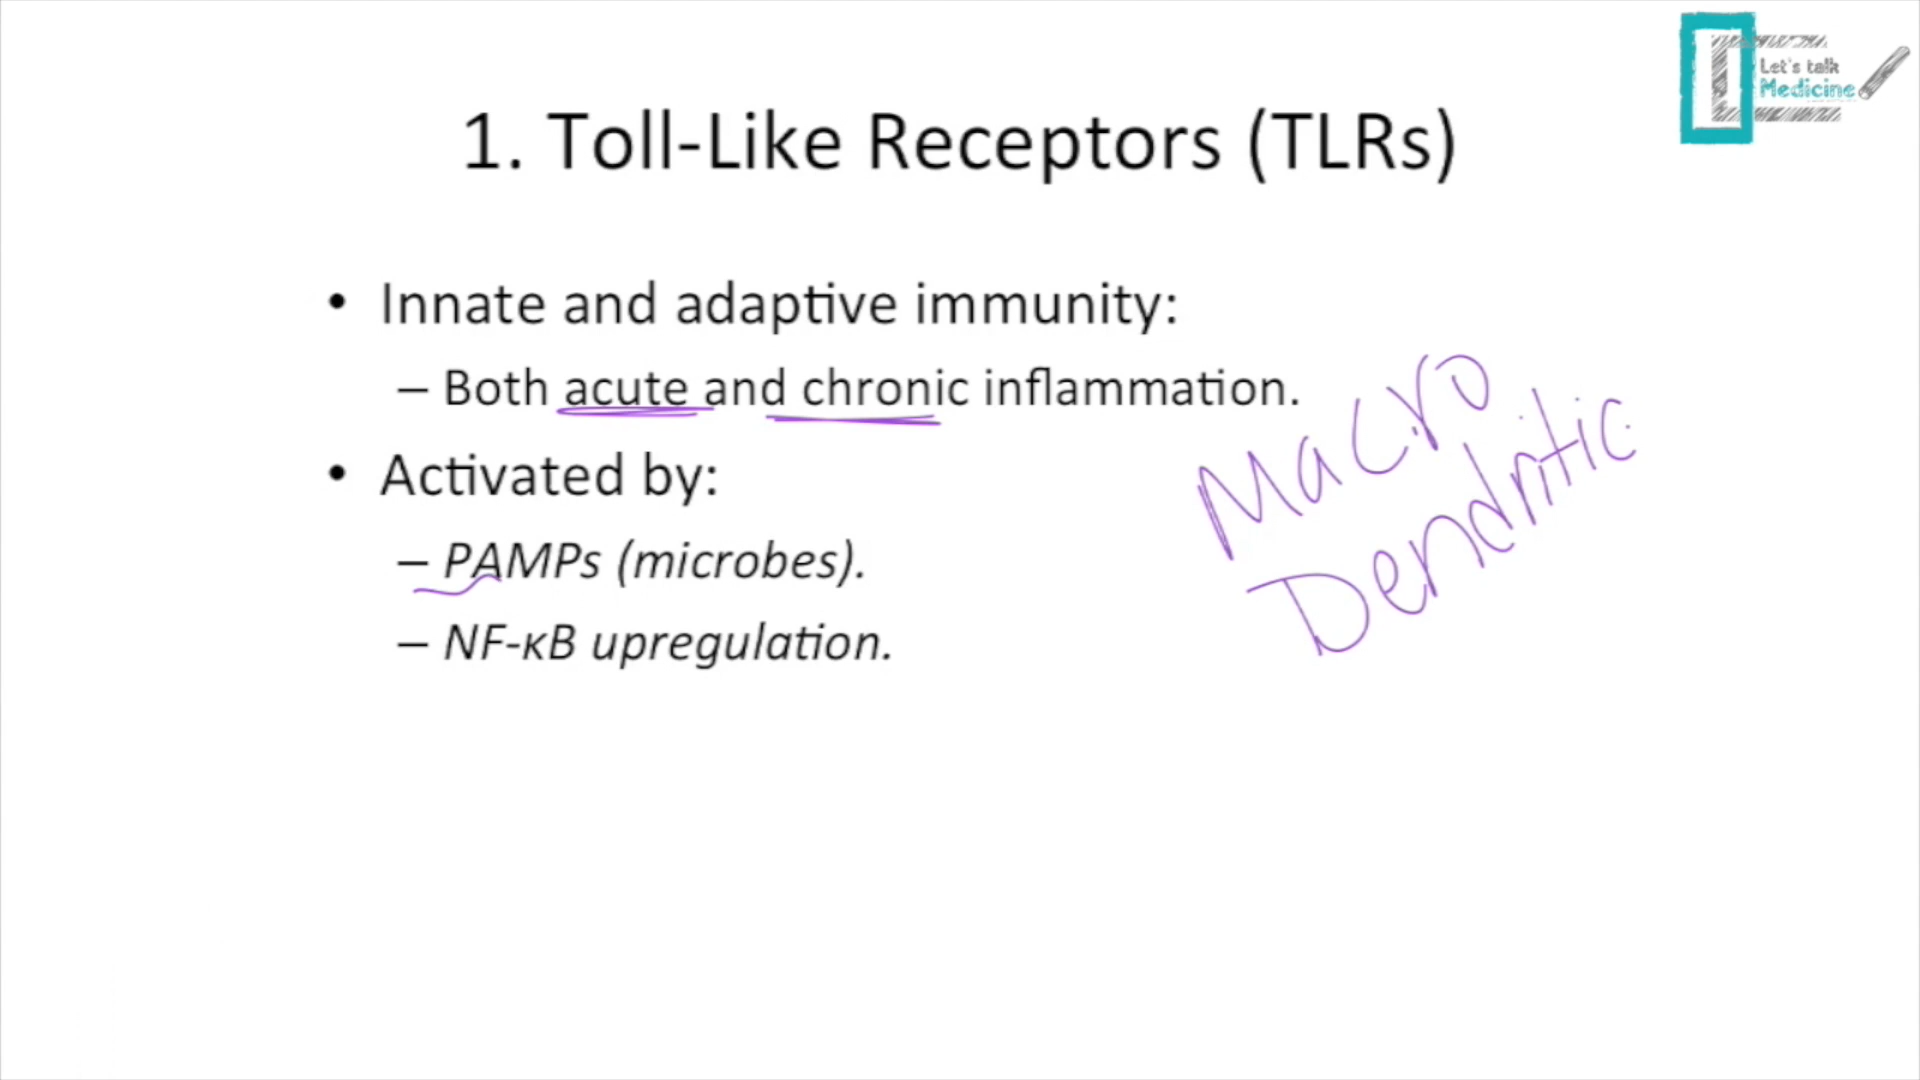 Let's talk
Medicine
1. Toll-Like Receptors (TLRs)
• Innate and adaptive immunity:
– Both acute and chronic inflammation.
• Activated by:
– PAMPs (microbes).
– NF-κB upregulation.
Macro
Dendritic